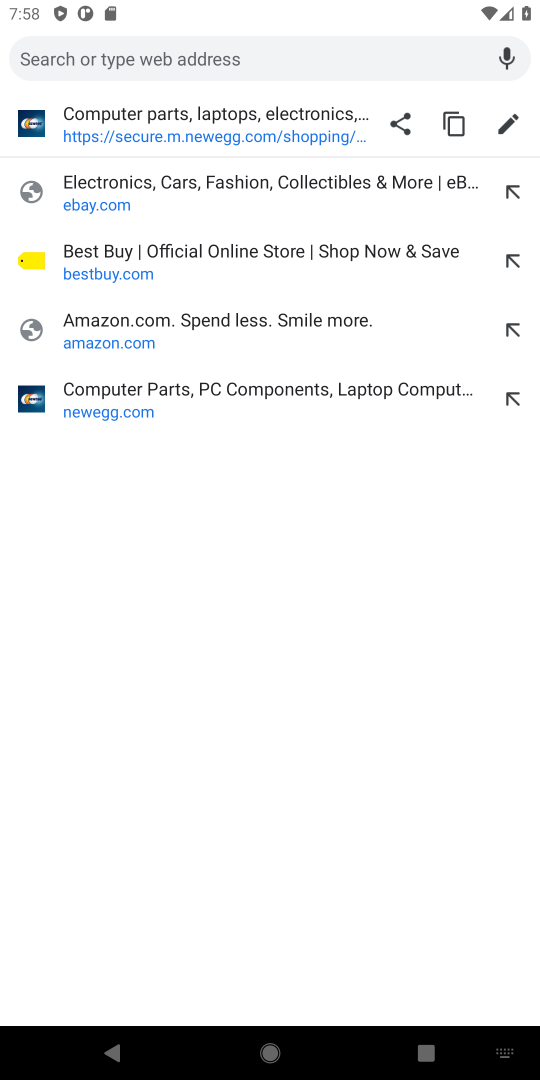 7:58
Search or type web address
Computer parts, laptops, electronics,...
https://secure.m.newegg.com/shopping/...
Electronics, Cars, Fashion, Collectibles & More | eB...
ebay.com
Best Buy | Official Online Store | Shop Now & Save
bestbuy.com
Amazon.com. Spend less. Smile more.
amazon.com
Computer Parts, PC Components, Laptop Comput...
newegg.com